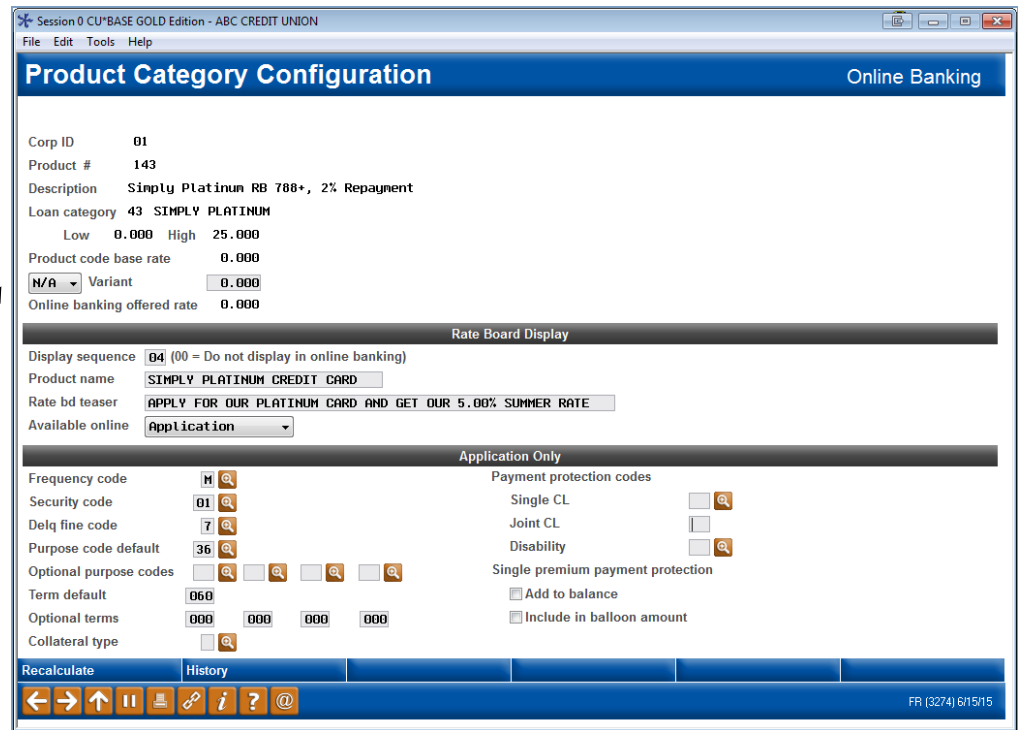 Session 0 CU*BASE GOLD Edition - ABC CREDIT UNION
File Edit Tools Help
Product Category Configuration Online Banking
Corp ID 01
Product # 143
Description Simply Platinum RB 788+, 2% Repayment
Loan category 43 SIMPLY PLATINUM
Low 0.000 High 25.000
Product code base rate 0.000
N/A Variant 0.000
Online banking offered rate 0.000
Rate Board Display
Display sequence 04 (00 = Do not display in online banking)
Product name SIMPLY PLATINUM CREDIT CARD
Rate bd teaser APPLY FOR OUR PLATINUM CARD AND GET OUR 5.00% SUMMER RATE
Available online Application
Application Only
Frequency code M Payment protection codes
Security code 01 Single CL
Delq fine code 7 Joint CL
Purpose code default 36 Disability
Optional purpose codes Single premium payment protection
Term default 060 Add to balance
Optional terms 000 000 000 000 Include in balloon amount
Collateral type
Recalculate History
i ? @ FR (3274) 6/15/15